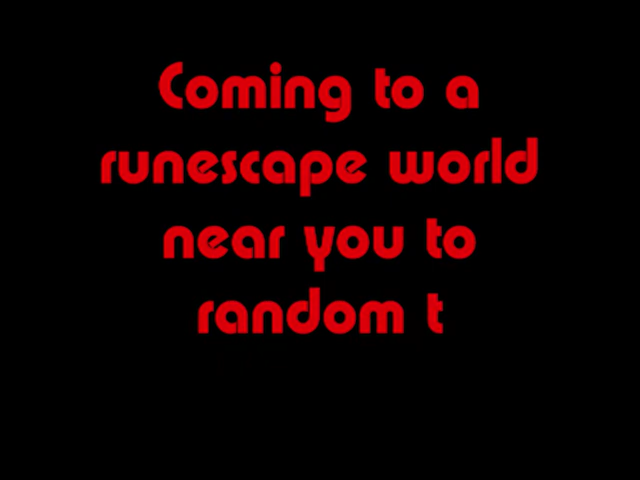 Coming to a
runescape world
near you to
random t